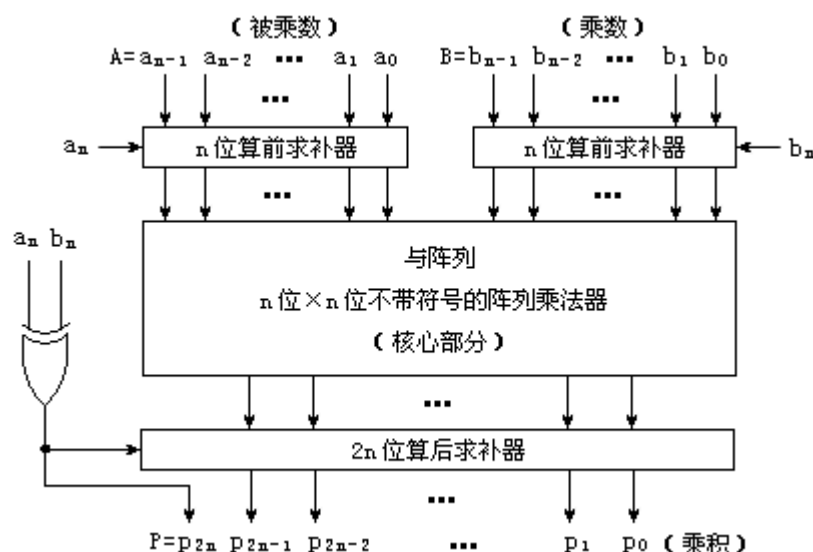 （被乘数） （乘数）
A=aₙ₋₁ aₙ₋₂ ··· a₁ a₀ B=bₙ₋₁ bₙ₋₂ ··· b₁ b₀
··· ···
aₙ n位算前求补器 n位算前求补器 bₙ
··· ···
aₙ bₙ
与阵列
n位×n位不带符号的阵列乘法器
（核心部分）
···
2n位算后求补器
···
P=p₂ₙ p₂ₙ₋₁ p₂ₙ₋₂ ··· p₁ p₀（乘积）